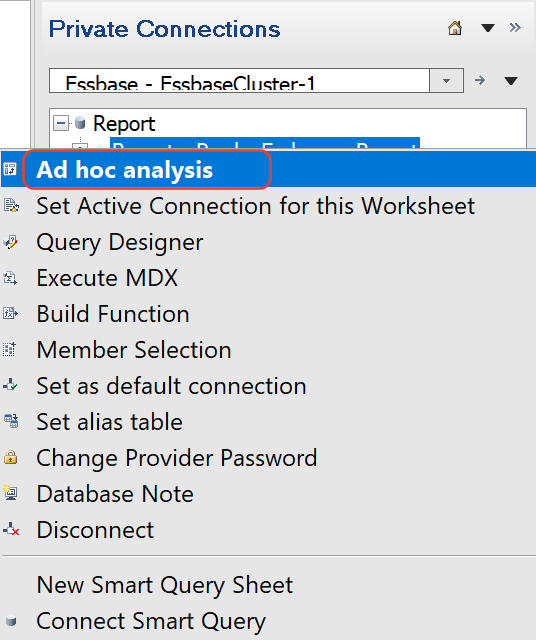 Private Connections
Essbase - EssbaseCluster-1
Report
Ad hoc analysis
Set Active Connection for this Worksheet
Query Designer
Execute MDX
Build Function
Member Selection
Set as default connection
Set alias table
Change Provider Password
Database Note
Disconnect
New Smart Query Sheet
Connect Smart Query